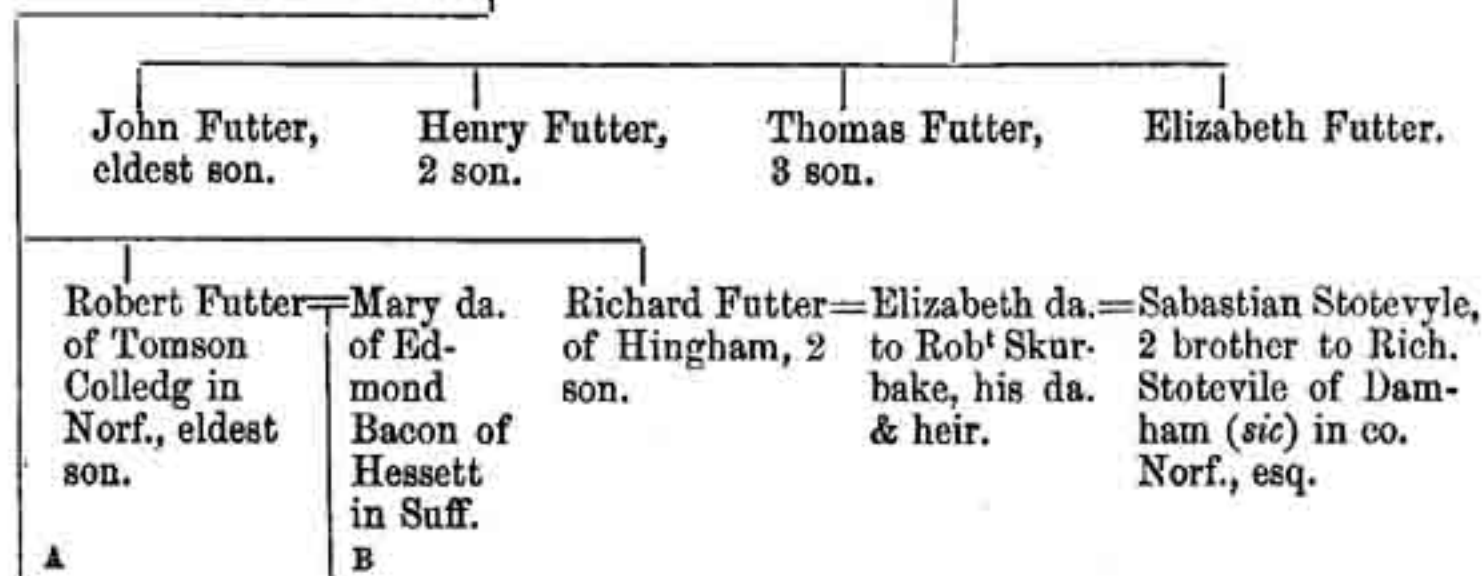 John Futter,
eldest son.
Henry Futter,
2 son.
Thomas Futter,
3 son.
Elizabeth Futter.
Robert Futter
of Tomson
Colledg in
Norf., eldest
son.
=Mary da.
of Ed-
mond
Bacon of
Hessett
in Suff.
Richard Futter
of Hingham, 2
son.
=Elizabeth da.
to Robᵗ Skur-
bake, his da.
& heir.
=Sabastian Stotevyle,
2 brother to Rich.
Stotevile of Dam-
ham (sic) in co.
Norf., esq.
A
B